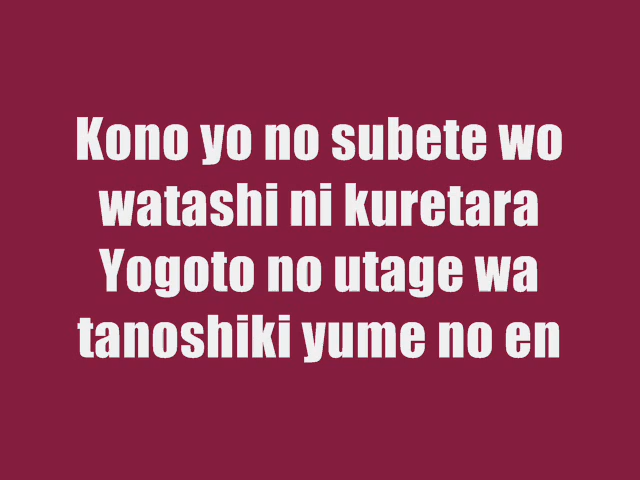 Kono yo no subete wo
watashi ni kuretara
Yogoto no utage wa
tanoshiki yume no en